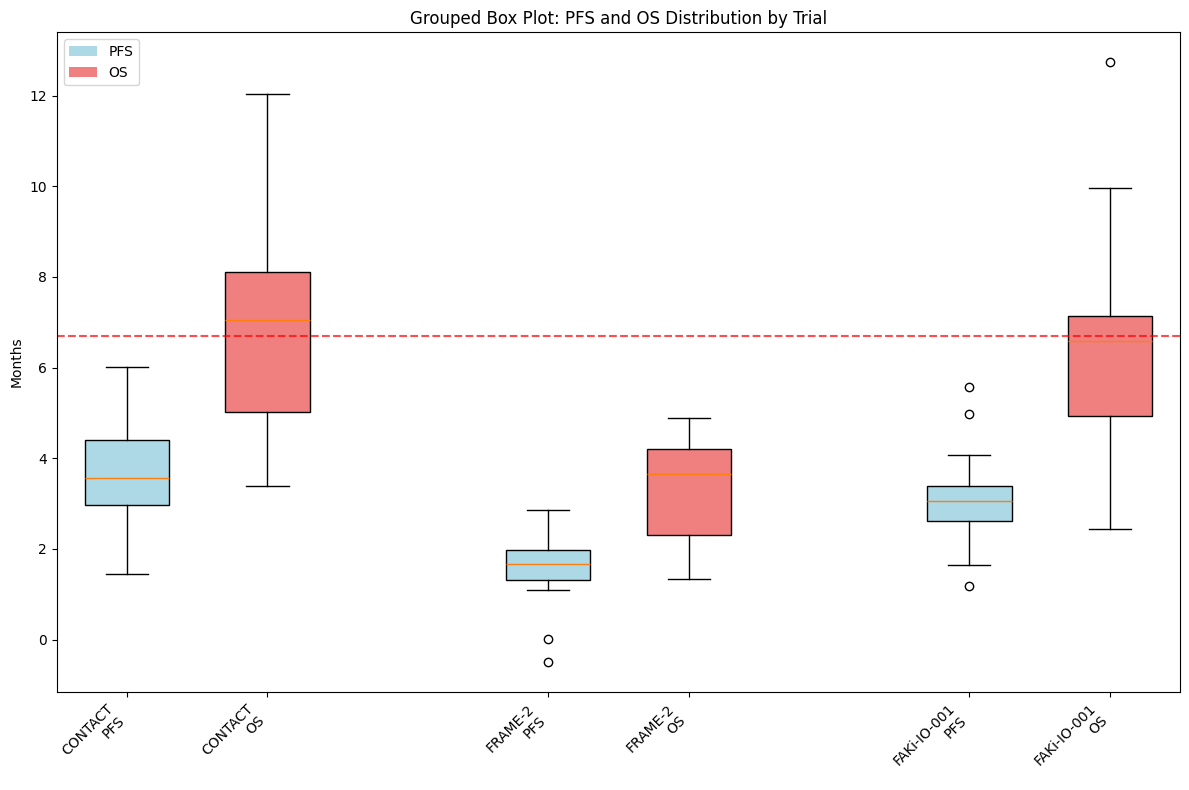 Grouped Box Plot: PFS and OS Distribution by Trial
PFS
OS
Months
12
10
8
6
4
2
0
CONTACT
PFS
CONTACT
OS
FRAME-2
PFS
FRAME-2
OS
FAKi-IO-001
PFS
FAKi-IO-001
OS